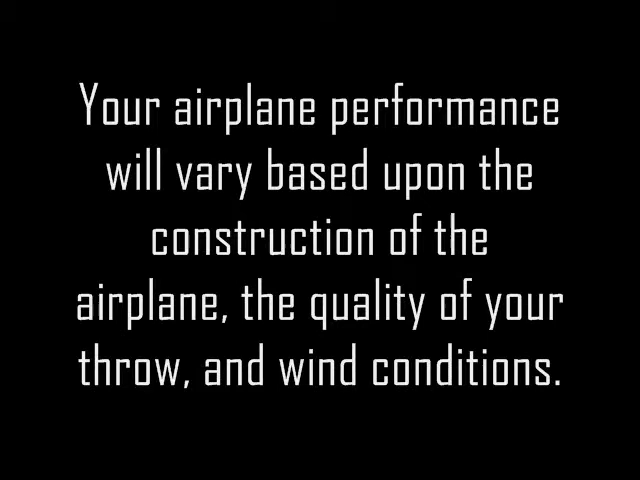 Your airplane performance
will vary based upon the
construction of the
airplane, the quality of your
throw, and wind conditions.